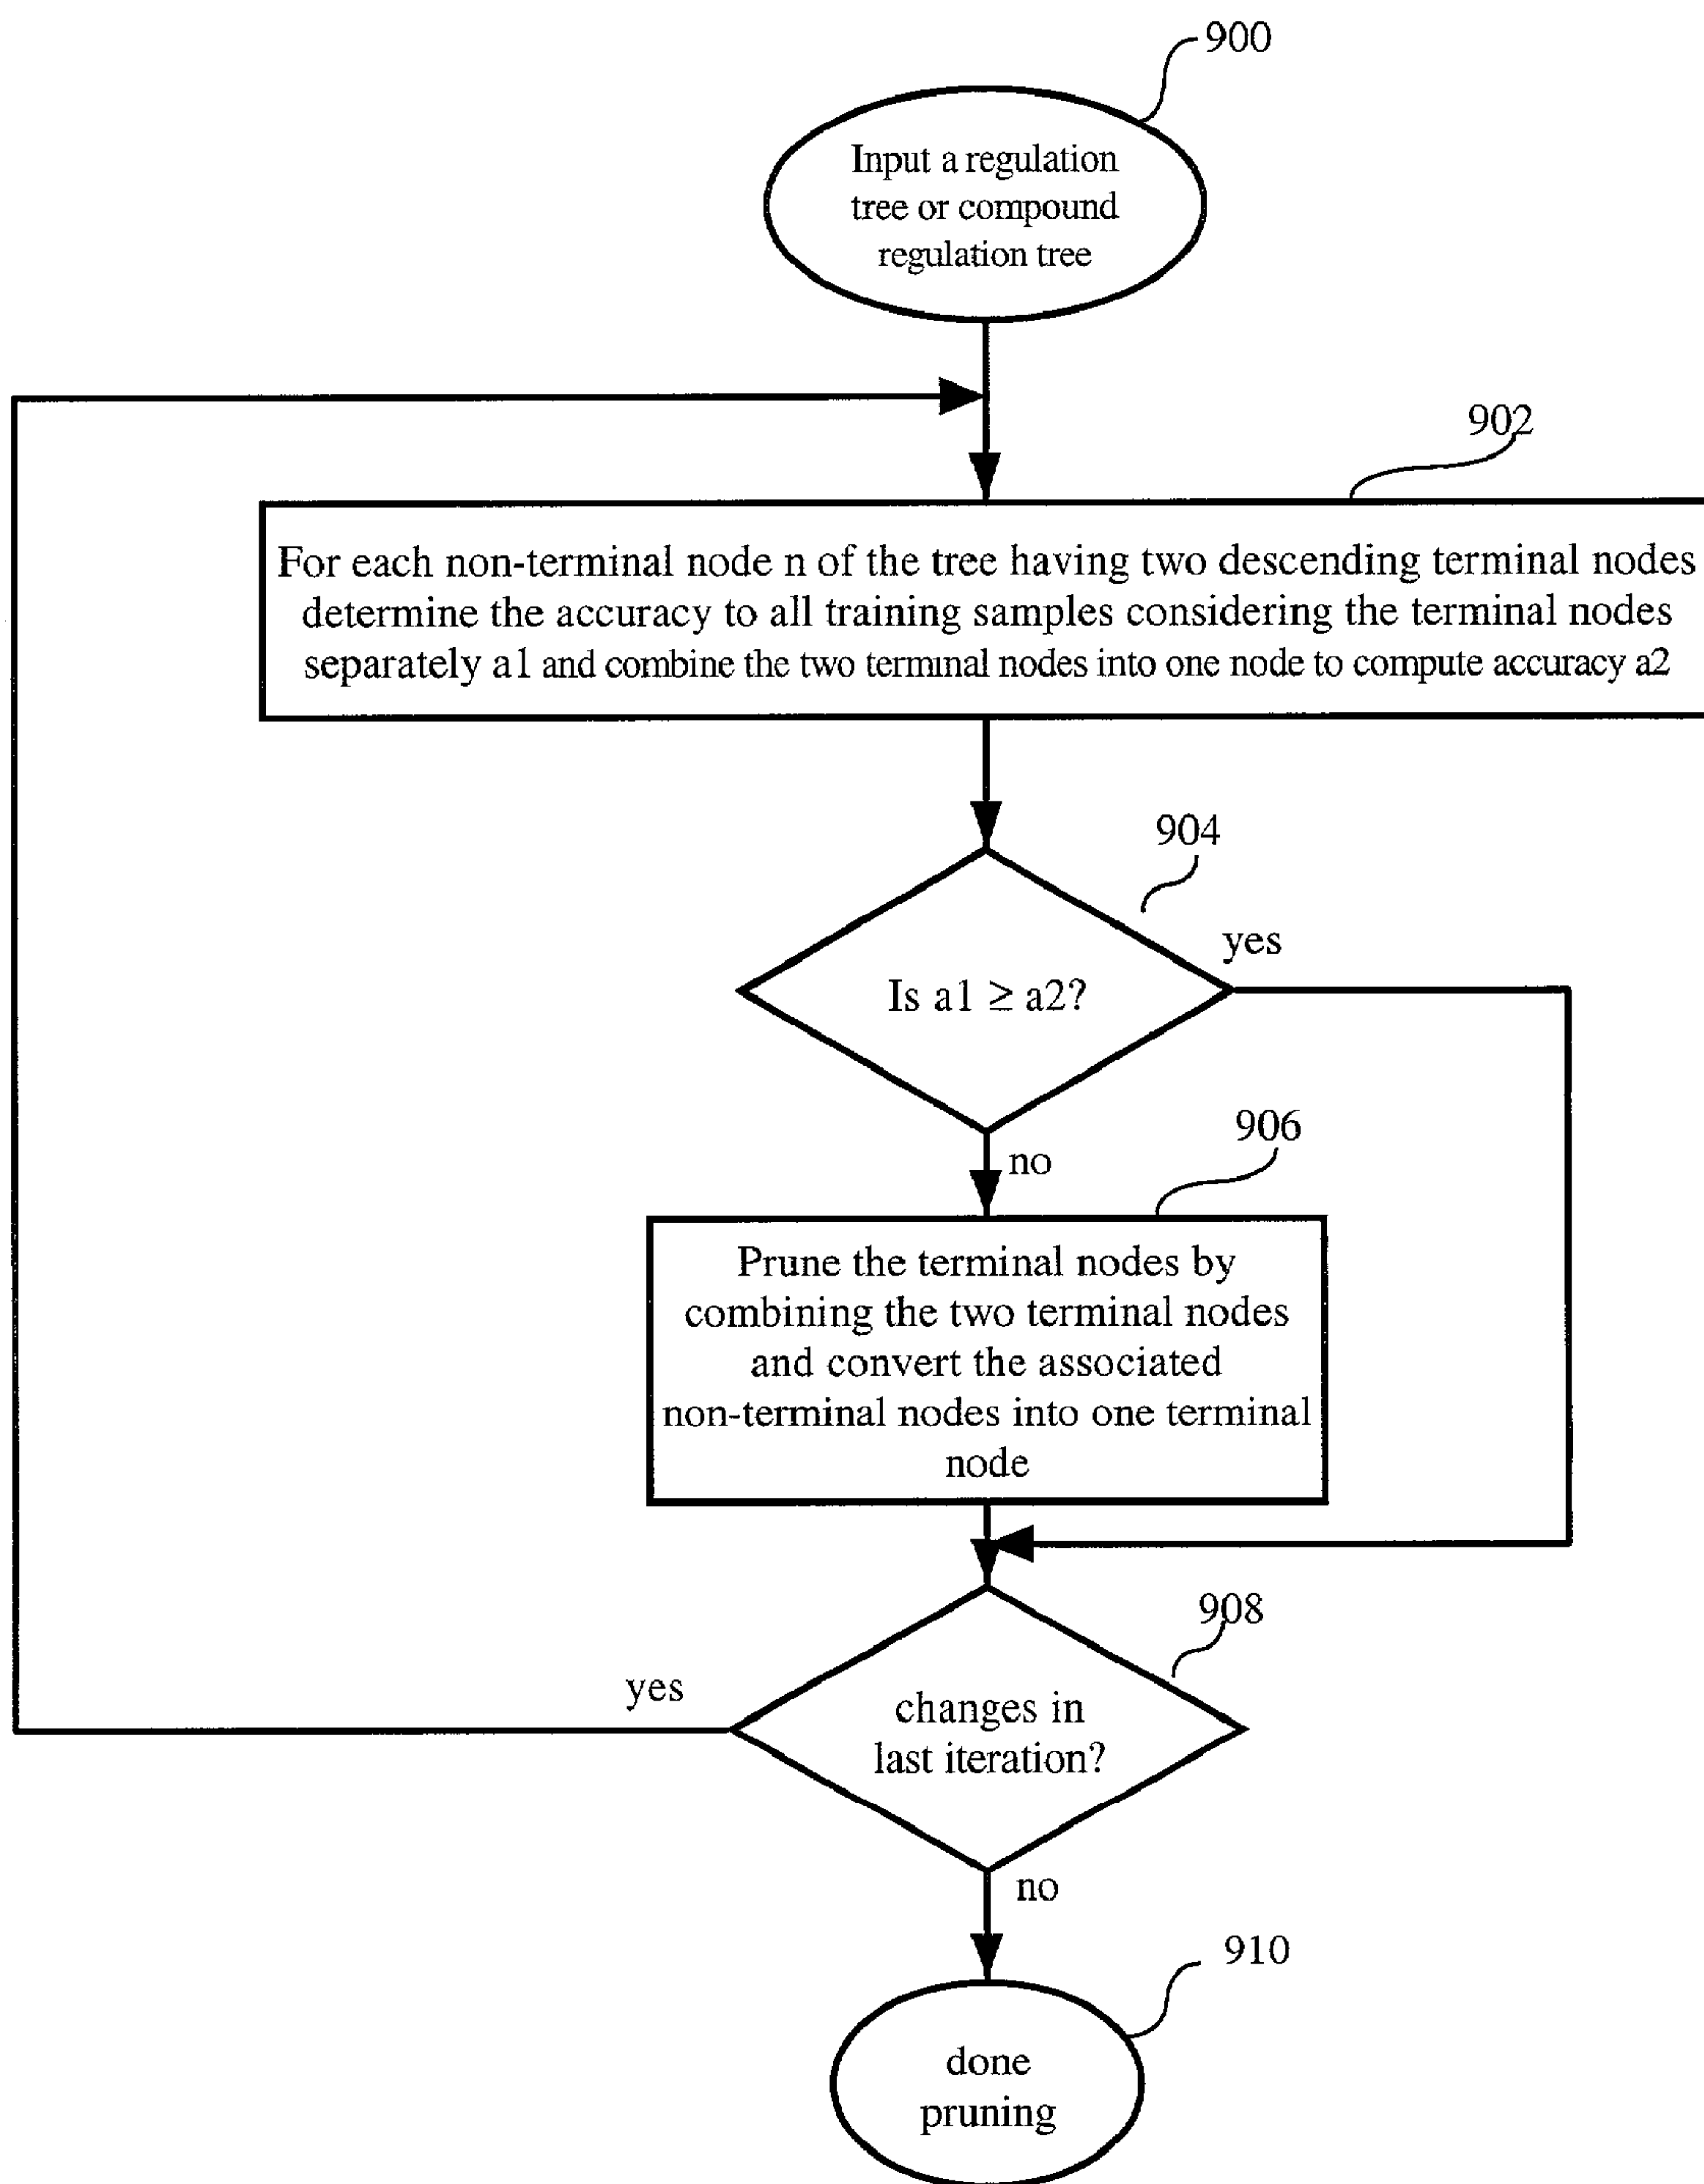 900
Input a regulation
tree or compound
regulation tree
902
For each non-terminal node n of the tree having two descending terminal nodes
determine the accuracy to all training samples considering the terminal nodes
separately a1 and combine the two terminal nodes into one node to compute accuracy a2
904
yes
Is a1 ≥ a2?
906
no
Prune the terminal nodes by
combining the two terminal nodes
and convert the associated
non-terminal nodes into one terminal
node
908
yes
changes in
last iteration?
no
910
done
pruning